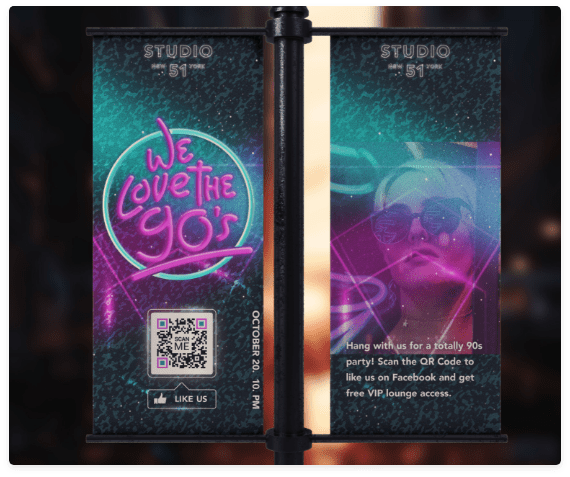 STUDIO
NEW YORK
51
WE
LOVE THE
90's
SCAN
ME
LIKE US
OCTOBER 20, 10. PM
STUDIO
NEW YORK
51
Hang with us for a totally 90s
party! Scan the QR Code to
like us on Facebook and get
free VIP lounge access.